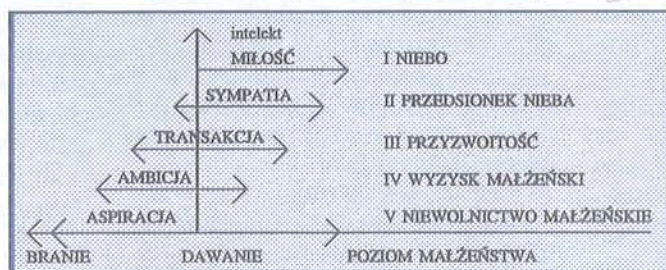 intelekt
MIŁOŚĆ I NIEBO
SYMPATIA II PRZEDSIONEK NIEBA
TRANSAKCJA III PRZYZWOITOŚĆ
AMBICJA IV WYZYSK MAŁŻEŃSKI
ASPIRACJA V NIEWOLNICTWO MAŁŻEŃSKIE
BRANIE DAWANIE POZIOM MAŁŻEŃSTWA